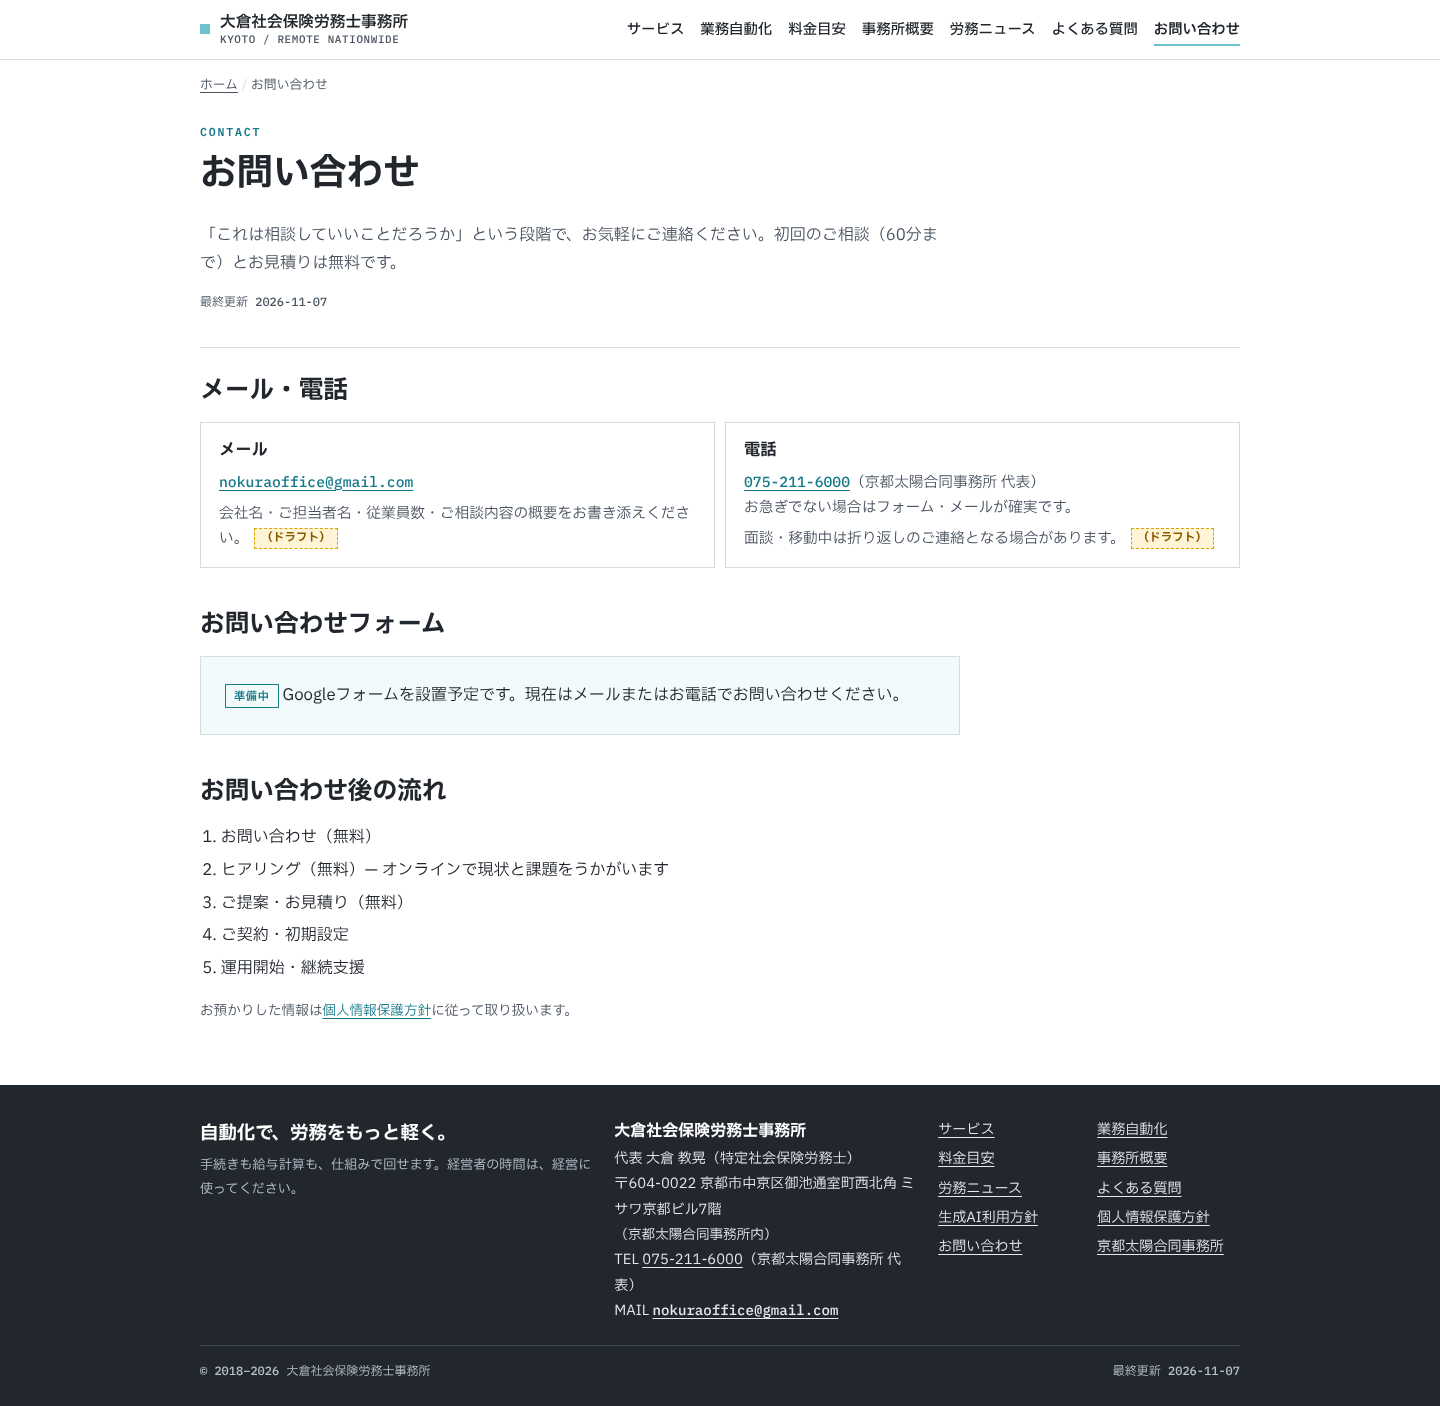 大倉社会保険労務士事務所
KYOTO / REMOTE NATIONWIDE
サービス 業務自動化 料金目安 事務所概要 労務ニュース よくある質問 お問い合わせ
ホーム / お問い合わせ
CONTACT
お問い合わせ
「これは相談していいことだろうか」という段階で、お気軽にご連絡ください。初回のご相談（60分ま
で）とお見積りは無料です。
最終更新 2026-11-07
メール・電話
メール
nokuraoffice@gmail.com
会社名・ご担当者名・従業員数・ご相談内容の概要をお書き添えくださ
い。（ドラフト）
電話
075-211-6000（京都太陽合同事務所 代表）
お急ぎでない場合はフォーム・メールが確実です。
面談・移動中は折り返しのご連絡となる場合があります。（ドラフト）
お問い合わせフォーム
準備中 Googleフォームを設置予定です。現在はメールまたはお電話でお問い合わせください。
お問い合わせ後の流れ
1. お問い合わせ（無料）
2. ヒアリング（無料）— オンラインで現状と課題をうかがいます
3. ご提案・お見積り（無料）
4. ご契約・初期設定
5. 運用開始・継続支援
お預かりした情報は個人情報保護方針に従って取り扱います。
自動化で、労務をもっと軽く。
手続きも給与計算も、仕組みで回せます。経営者の時間は、経営に
使ってください。
大倉社会保険労務士事務所
代表 大倉 教晃（特定社会保険労務士）
〒604-0022 京都市中京区御池通室町西北角 ミ
サワ京都ビル7階
（京都太陽合同事務所内）
TEL 075-211-6000（京都太陽合同事務所 代
表）
MAIL nokuraoffice@gmail.com
サービス
料金目安
労務ニュース
生成AI利用方針
お問い合わせ
業務自動化
事務所概要
よくある質問
個人情報保護方針
京都太陽合同事務所
© 2018–2026 大倉社会保険労務士事務所
最終更新 2026-11-07